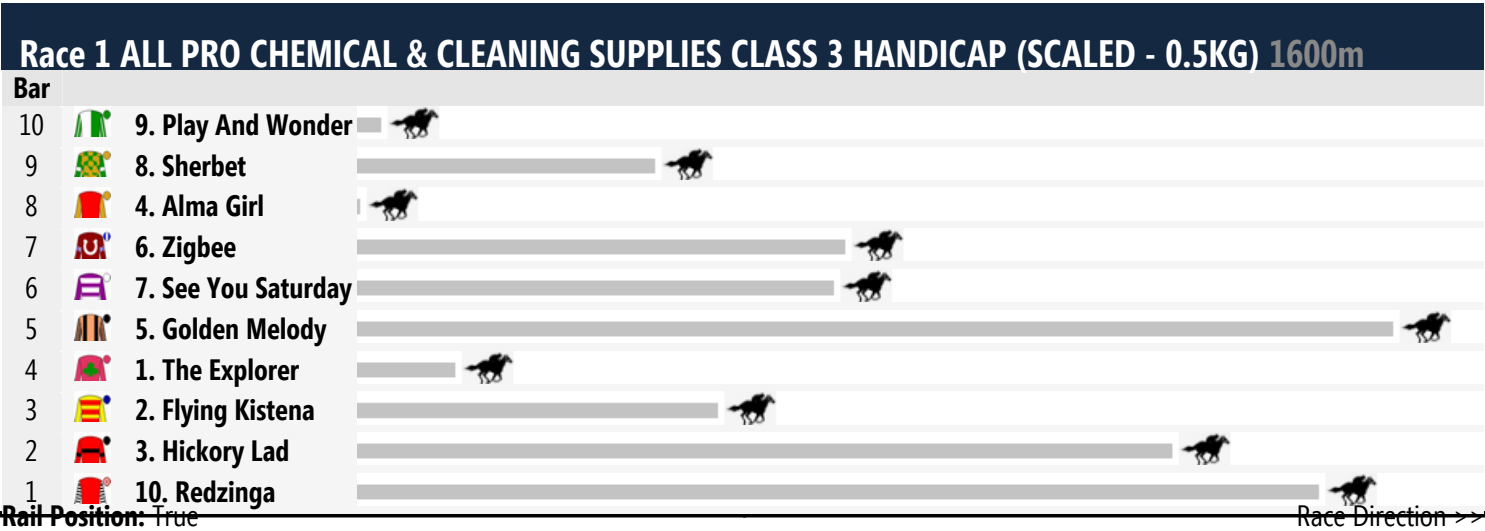 Race 1 ALL PRO CHEMICAL & CLEANING SUPPLIES CLASS 3 HANDICAP (SCALED - 0.5KG) 1600m
Bar
10 9. Play And Wonder
9 8. Sherbet
8 4. Alma Girl
7 6. Zigbee
6 7. See You Saturday
5 5. Golden Melody
4 1. The Explorer
3 2. Flying Kistena
2 3. Hickory Lad
1 10. Redzinga
Rail Position: True Race Direction >>